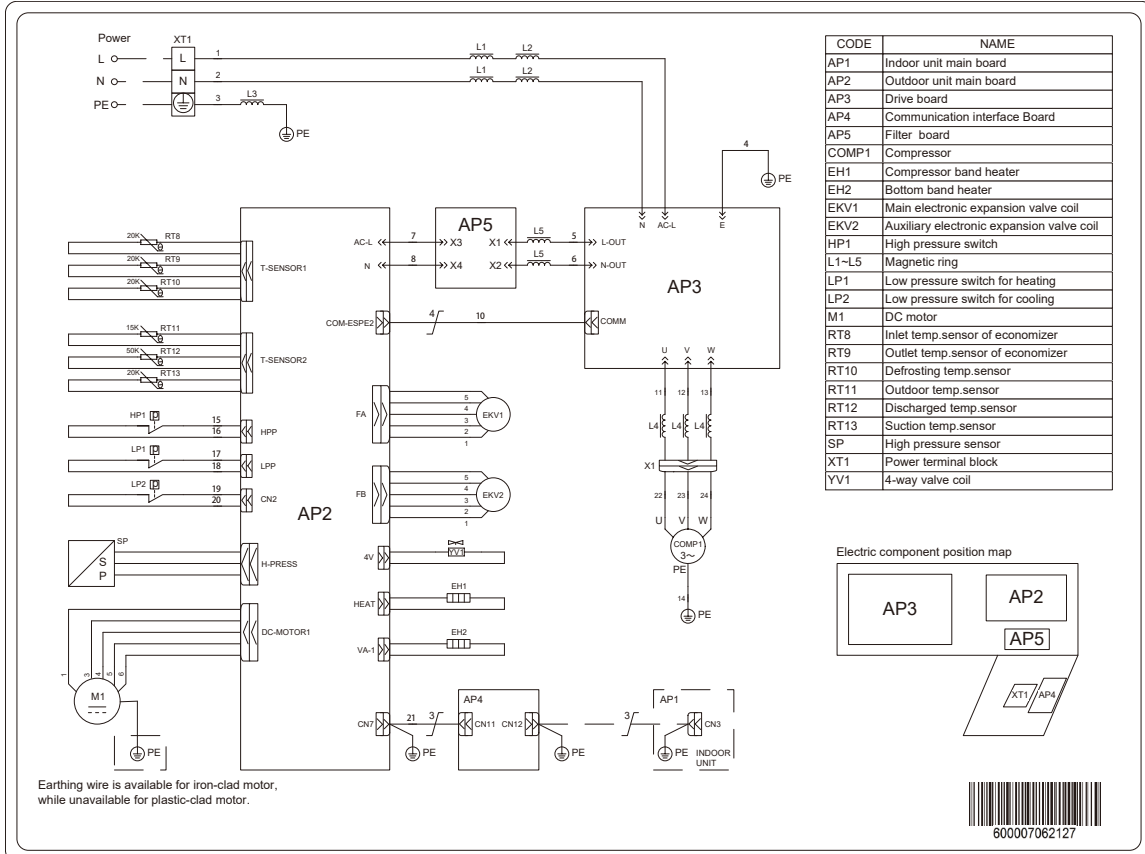 Power
XT1
L
L
1
L1
L2
N
N
2
L1
L2
PE
3
L3
PE
4
PE
N
AC-L
E
AP5
AC-L
7
X3
X1
L5
5
L-OUT
N
8
X4
X2
L5
6
N-OUT
AP3
COM-ESPE2
4
10
COMM
U
V
W
11
12
13
L4
L4
L4
X1
22
23
24
U
V
W
COMP1
3～
PE
14
PE
20K
RT8
20K
RT9
20K
RT10
T-SENSOR1
15K
RT11
50K
RT12
20K
RT13
T-SENSOR2
HP1
P
15
16
HPP
LP1
P
17
18
LPP
LP2
P
19
20
CN2
AP2
SP
S
P
H-PRESS
DC-MOTOR1
1
3
4
5
6
M1
PE
FA
5
4
3
2
1
EKV1
FB
5
4
3
2
1
EKV2
4V
YV1
HEAT
EH1
VA-1
EH2
CN7
21
3
PE
AP4
CN11
CN12
PE
3
AP1
CN3
PE
INDOOR
UNIT
Earthing wire is available for iron-clad motor,
while unavailable for plastic-clad motor.
CODE NAME
AP1 Indoor unit main board
AP2 Outdoor unit main board
AP3 Drive board
AP4 Communication interface Board
AP5 Filter board
COMP1 Compressor
EH1 Compressor band heater
EH2 Bottom band heater
EKV1 Main electronic expansion valve coil
EKV2 Auxiliary electronic expansion valve coil
HP1 High pressure switch
L1~L5 Magnetic ring
LP1 Low pressure switch for heating
LP2 Low pressure switch for cooling
M1 DC motor
RT8 Inlet temp.sensor of economizer
RT9 Outlet temp.sensor of economizer
RT10 Defrosting temp.sensor
RT11 Outdoor temp.sensor
RT12 Discharged temp.sensor
RT13 Suction temp.sensor
SP High pressure sensor
XT1 Power terminal block
YV1 4-way valve coil
Electric component position map
AP3
AP2
AP5
XT1
AP4
600007062127